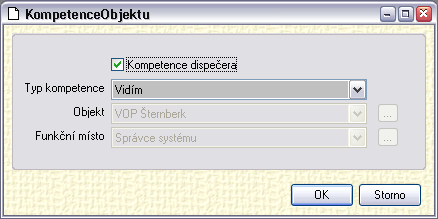 KompetenceObjektu
Kompetence dispečera
Typ kompetence Vidím
Objekt VOP Šternberk ...
Funkční místo Správce systému ...
OK Storno